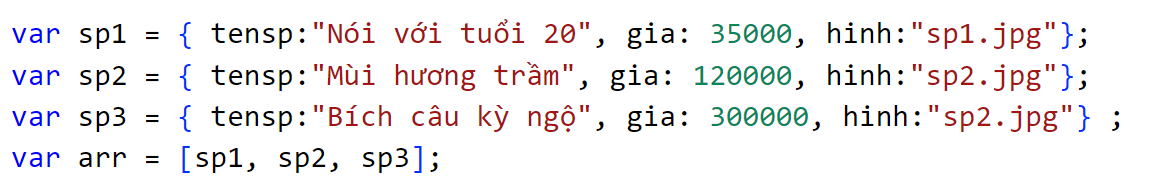 var sp1 = { tensp:"Nói với tuổi 20", gia: 35000, hinh:"sp1.jpg"};
var sp2 = { tensp:"Mùi hương trầm", gia: 120000, hinh:"sp2.jpg"};
var sp3 = { tensp:"Bích câu kỳ ngộ", gia: 300000, hinh:"sp2.jpg"} ;
var arr = [sp1, sp2, sp3];